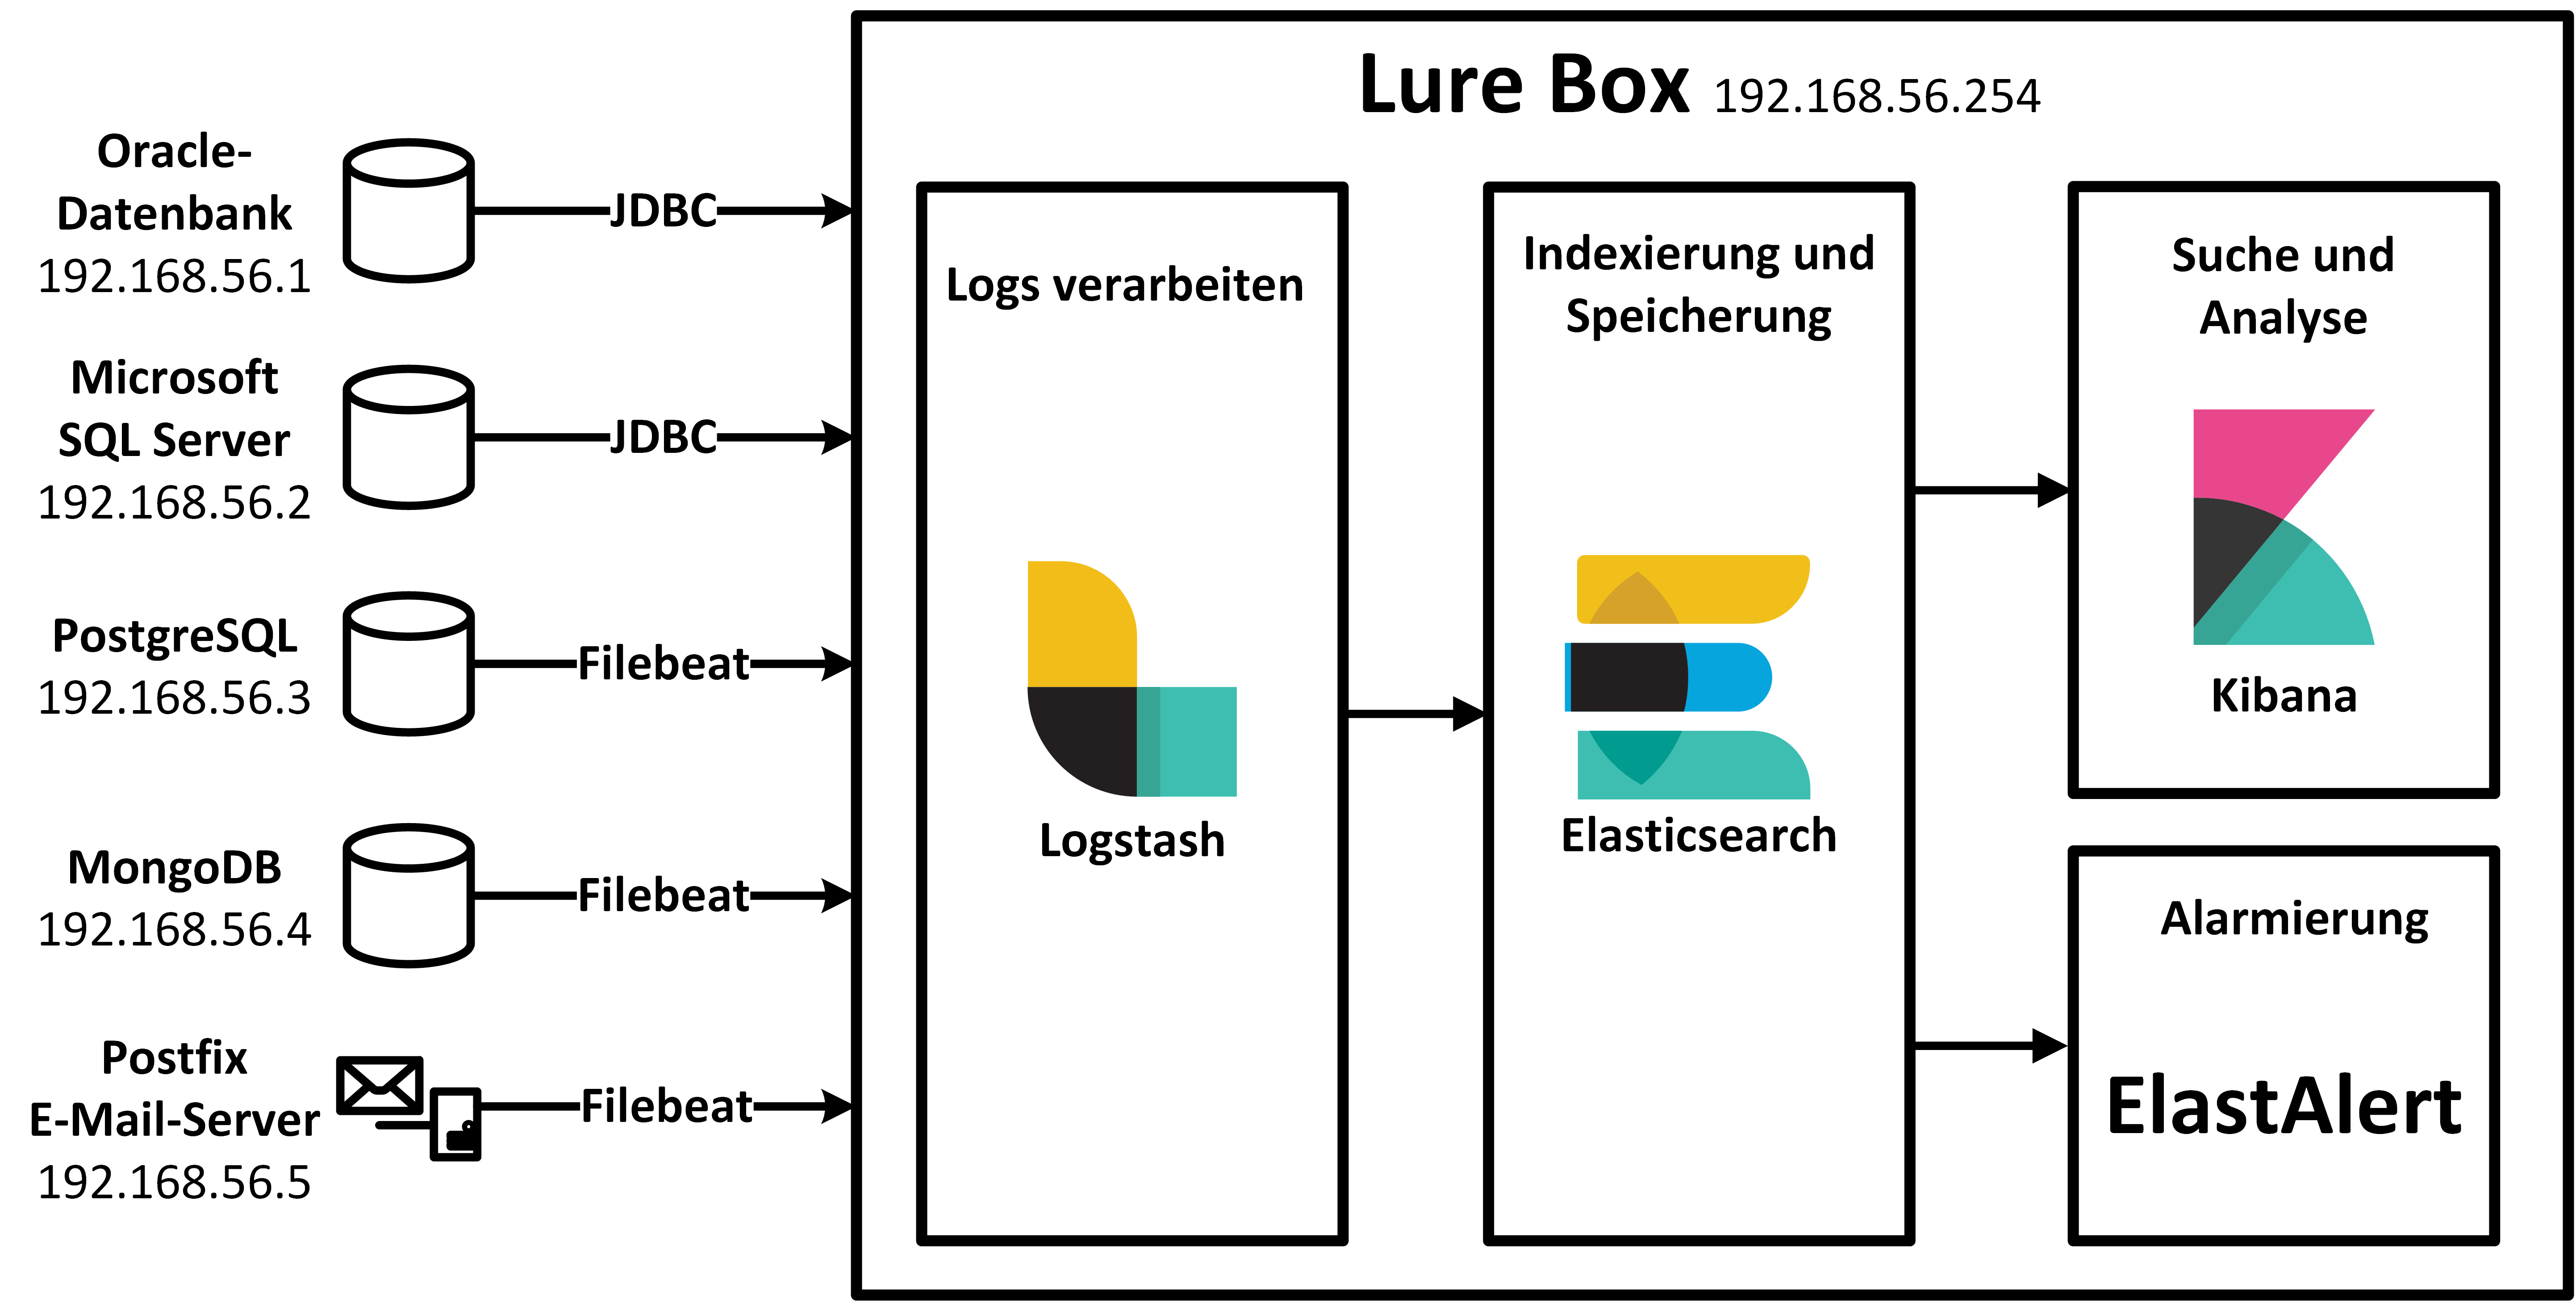 Lure Box 192.168.56.254
Oracle-
Datenbank
192.168.56.1
JDBC
Microsoft
SQL Server
192.168.56.2
JDBC
PostgreSQL
192.168.56.3
Filebeat
MongoDB
192.168.56.4
Filebeat
Postfix
E-Mail-Server
192.168.56.5
Filebeat
Logs verarbeiten
Logstash
Indexierung und
Speicherung
Elasticsearch
Suche und
Analyse
Kibana
Alarmierung
ElastAlert